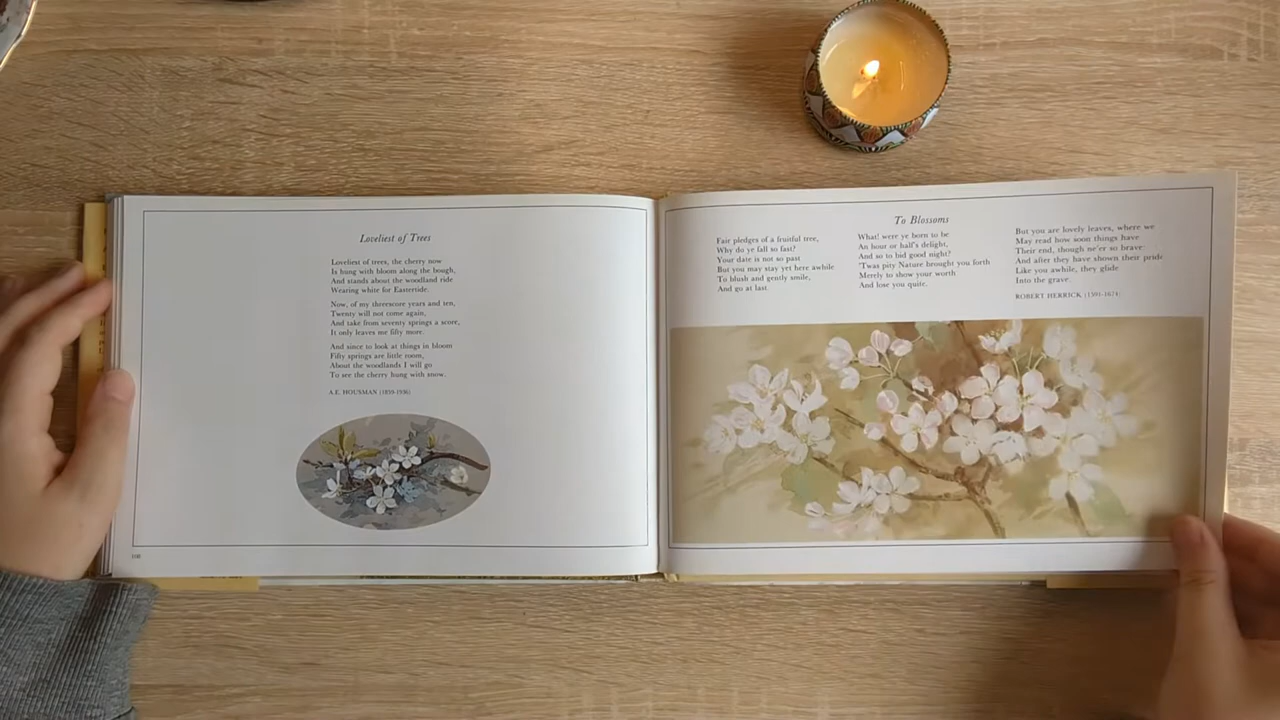 Loveliest of Trees
Loveliest of trees, the cherry now
Is hung with bloom along the bough,
And stands about the woodland ride
Wearing white for Eastertide.
Now, of my threescore years and ten,
Twenty will not come again,
And take from seventy springs a score,
It only leaves me fifty more.
And since to look at things in bloom
Fifty springs are little room,
About the woodlands I will go
To see the cherry hung with snow.
A.E. HOUSMAN (1859-1936)
To Blossoms
Fair pledges of a fruitful tree,
Why do ye fall so fast?
Your date is not so past
But you may stay yet here awhile
To blush and gently smile,
And go at last.
What! were ye born to be
An hour or half's delight,
And so to bid good night?
'Twas pity Nature brought you forth
Merely to show your worth
And lose you quite.
But you are lovely leaves, where we
May read how soon things have
Their end, though ne'er so brave:
And after they have shown their pride
Like you awhile, they glide
Into the grave.
ROBERT HERRICK (1591-1674)